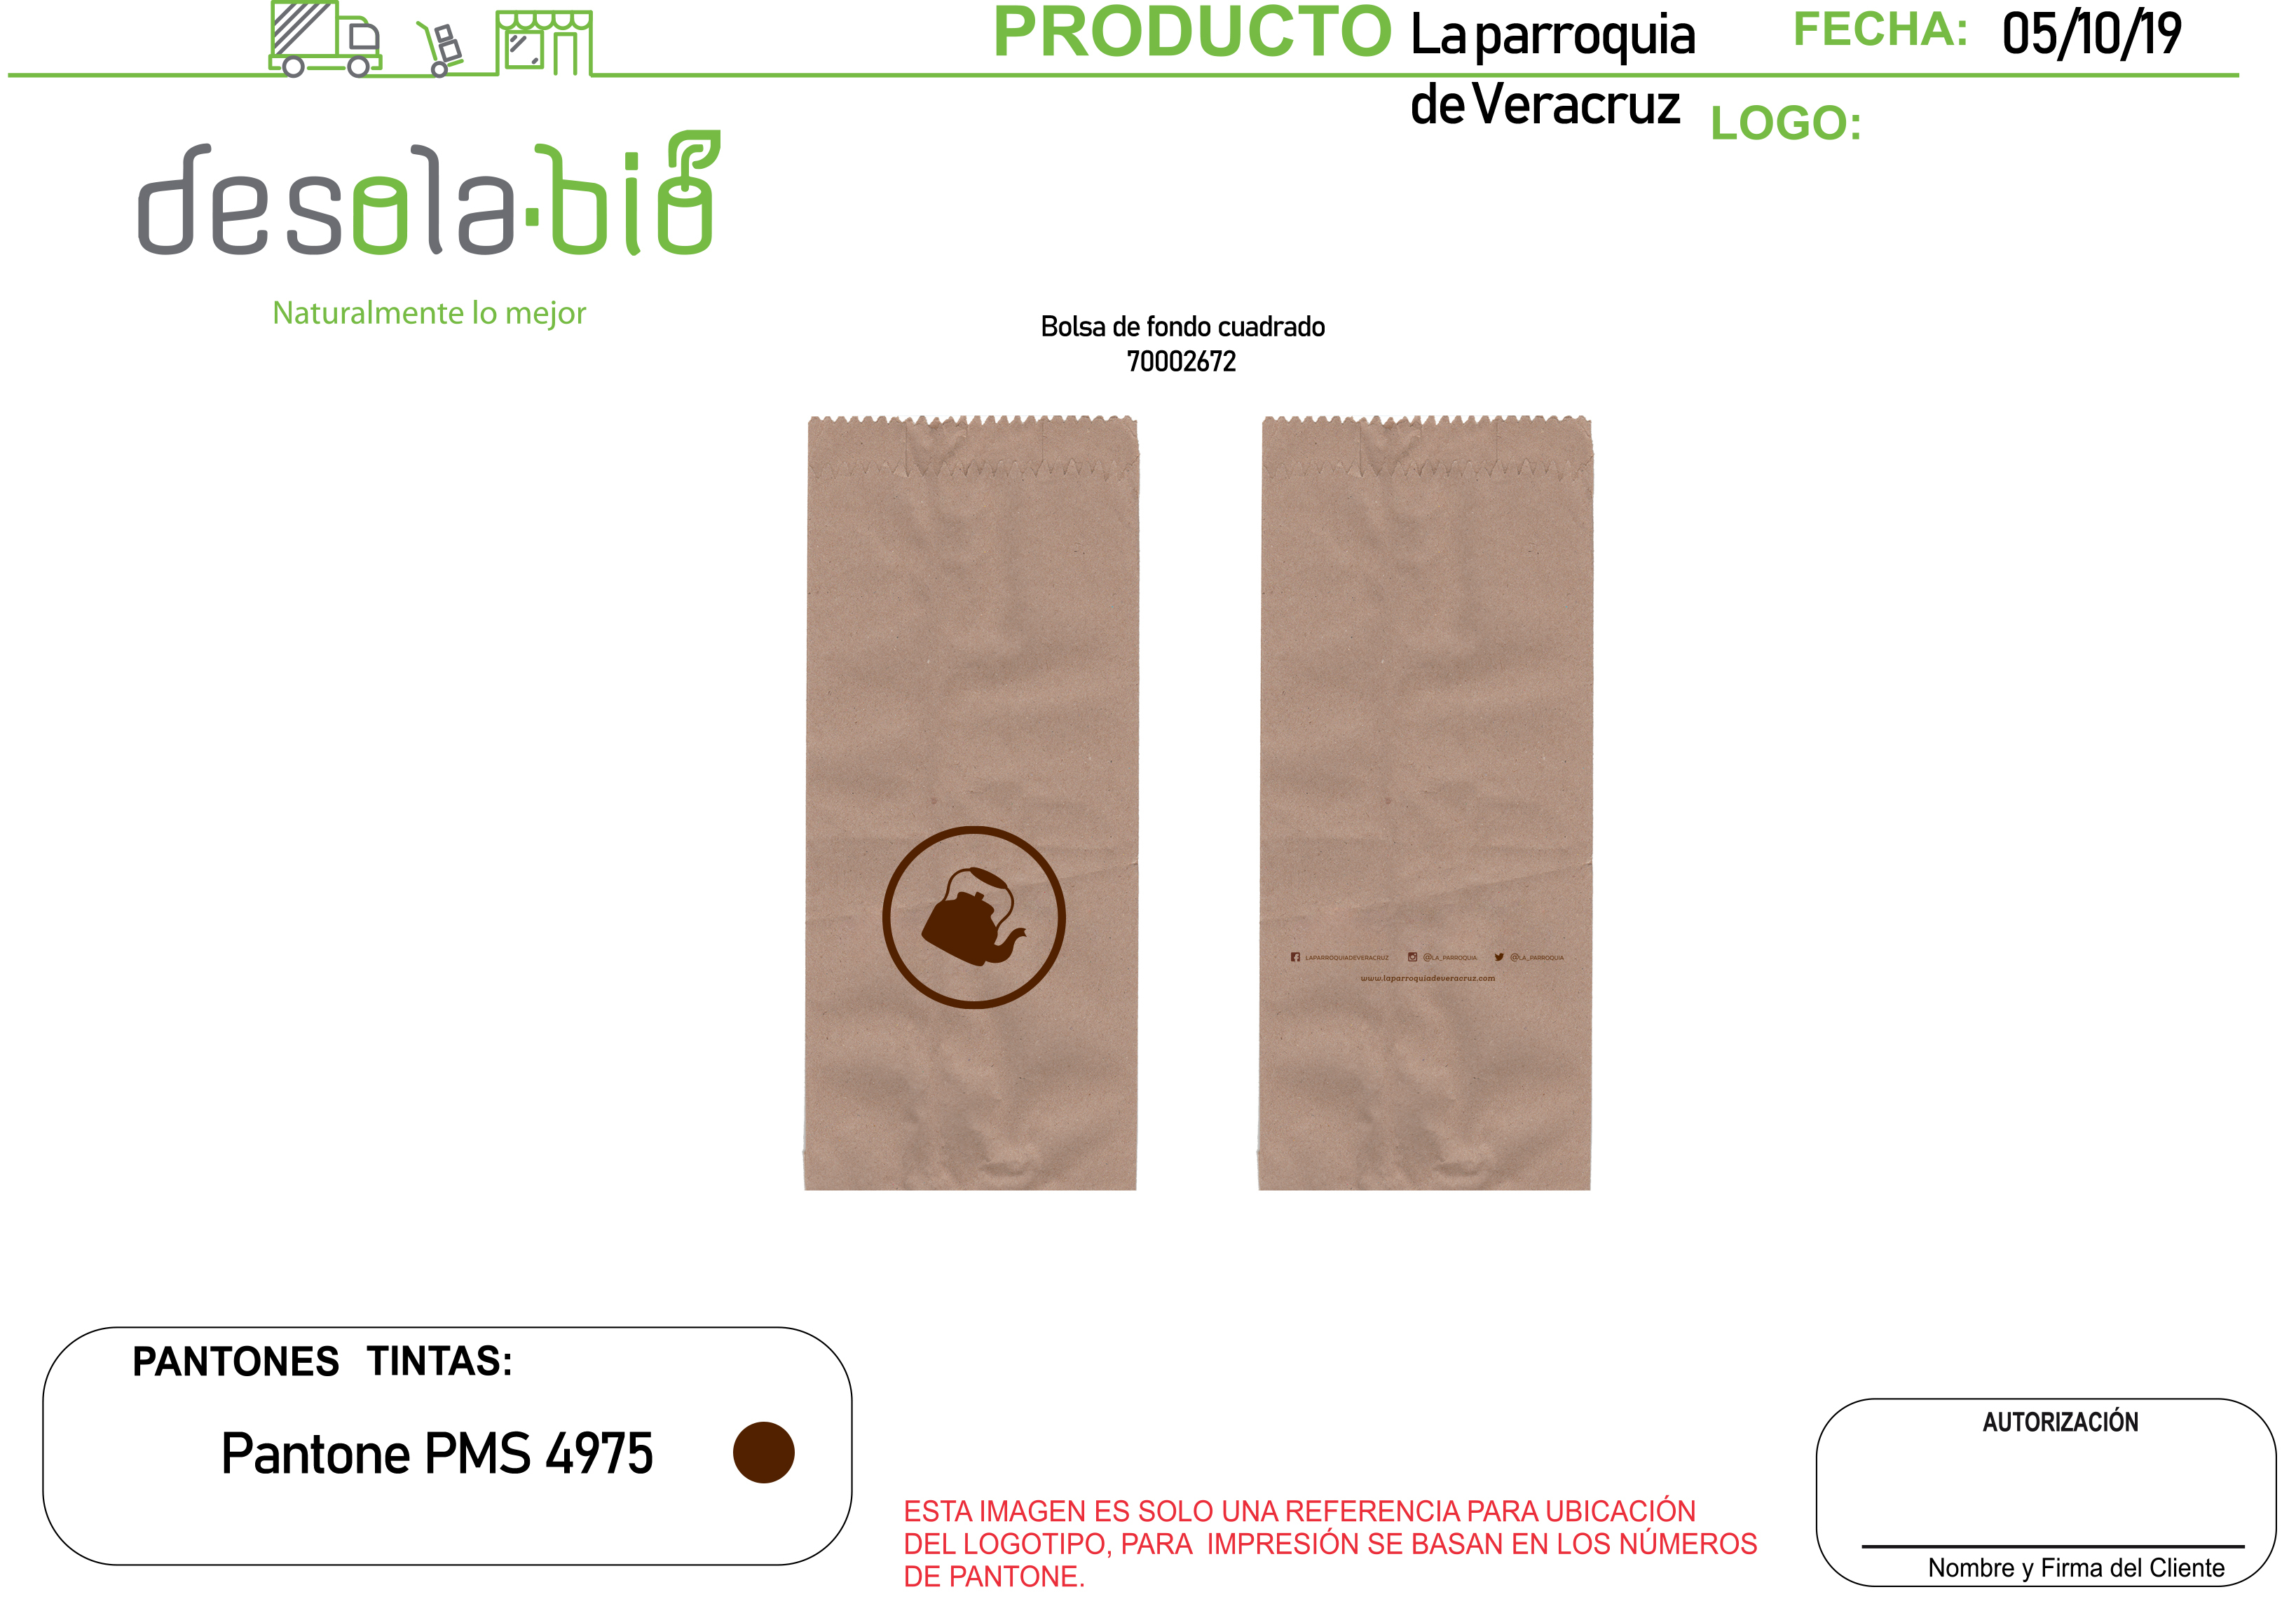 PRODUCTO La parroquia de Veracruz
FECHA: 05/10/19
LOGO:
desola·bio
Naturalmente lo mejor
Bolsa de fondo cuadrado
70002672
LAPARROQUIADEVERACRUZ @LA_PARROQUIA @LA_PARROQUIA
www.laparroquiadeveracruz.com
PANTONES TINTAS:
Pantone PMS 4975
ESTA IMAGEN ES SOLO UNA REFERENCIA PARA UBICACIÓN
DEL LOGOTIPO, PARA IMPRESIÓN SE BASAN EN LOS NÚMEROS
DE PANTONE.
AUTORIZACIÓN
Nombre y Firma del Cliente